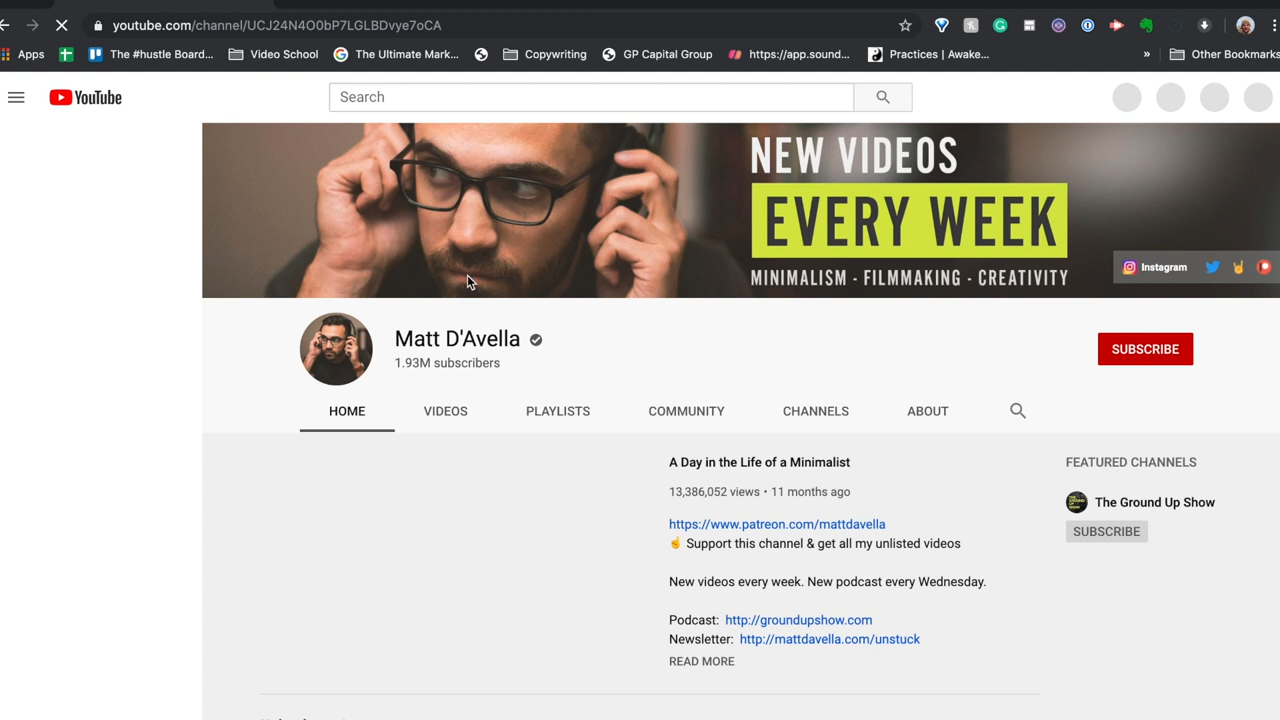 youtube.com/channel/UCJ24N4O0bP7LGLBDvye7oCA
Apps The #hustle Board... Video School The Ultimate Mark... Copywriting GP Capital Group https://app.sound... Practices | Awake... » Other Bookmarks
YouTube
Search
NEW VIDEOS
EVERY WEEK
MINIMALISM - FILMMAKING - CREATIVITY
Instagram
Matt D'Avella
1.93M subscribers
SUBSCRIBE
HOME VIDEOS PLAYLISTS COMMUNITY CHANNELS ABOUT
A Day in the Life of a Minimalist
13,386,052 views • 11 months ago
https://www.patreon.com/mattdavella
☝ Support this channel & get all my unlisted videos
New videos every week. New podcast every Wednesday.
Podcast: http://groundupshow.com
Newsletter: http://mattdavella.com/unstuck
READ MORE
FEATURED CHANNELS
The Ground Up Show
SUBSCRIBE